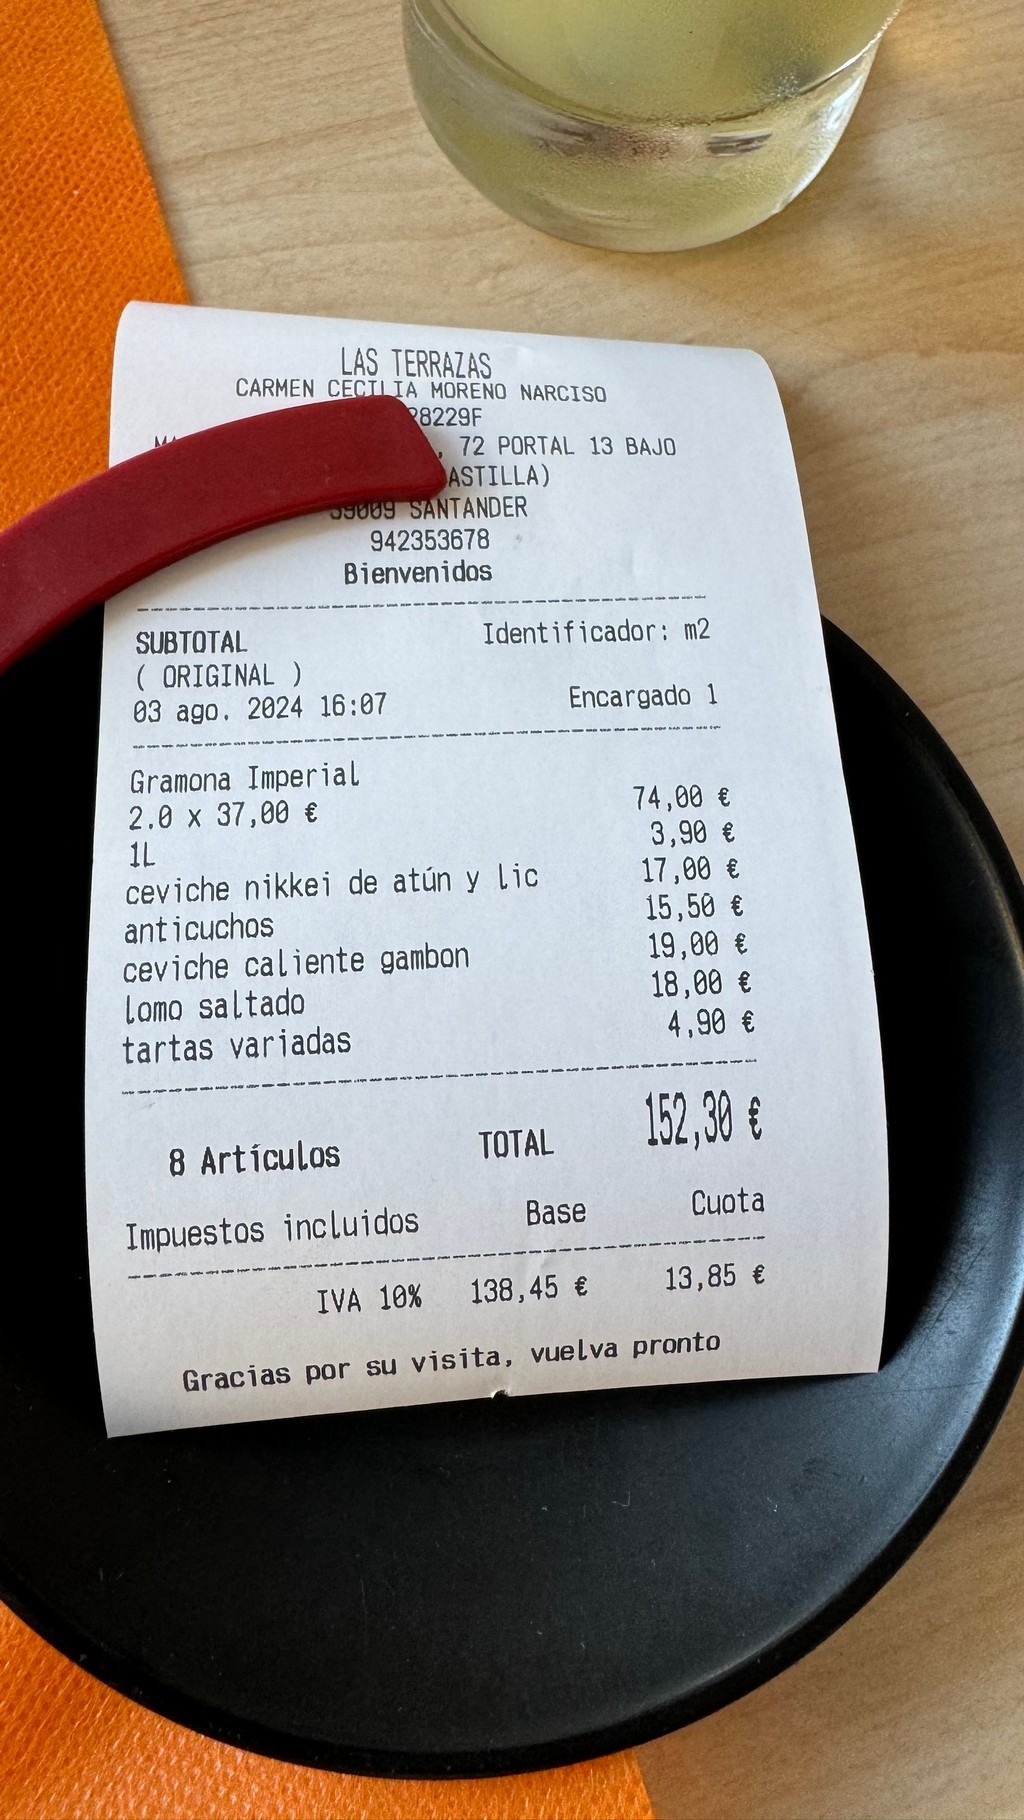 LAS TERRAZAS
CARMEN CECILIA MORENO NARCISO
28229F
, 72 PORTAL 13 BAJO
ASTILLA)
39009 SANTANDER
942353678
Bienvenidos
SUBTOTAL Identificador: m2
( ORIGINAL )
03 ago. 2024 16:07 Encargado 1
Gramona Imperial
2.0 x 37,00 € 74,00 €
1L 3,90 €
ceviche nikkei de atún y lic 17,00 €
anticuchos 15,50 €
ceviche caliente gambon 19,00 €
lomo saltado 18,00 €
tartas variadas 4,90 €
8 Artículos TOTAL 152,30 €
Impuestos incluidos Base Cuota
IVA 10% 138,45 € 13,85 €
Gracias por su visita, vuelva pronto